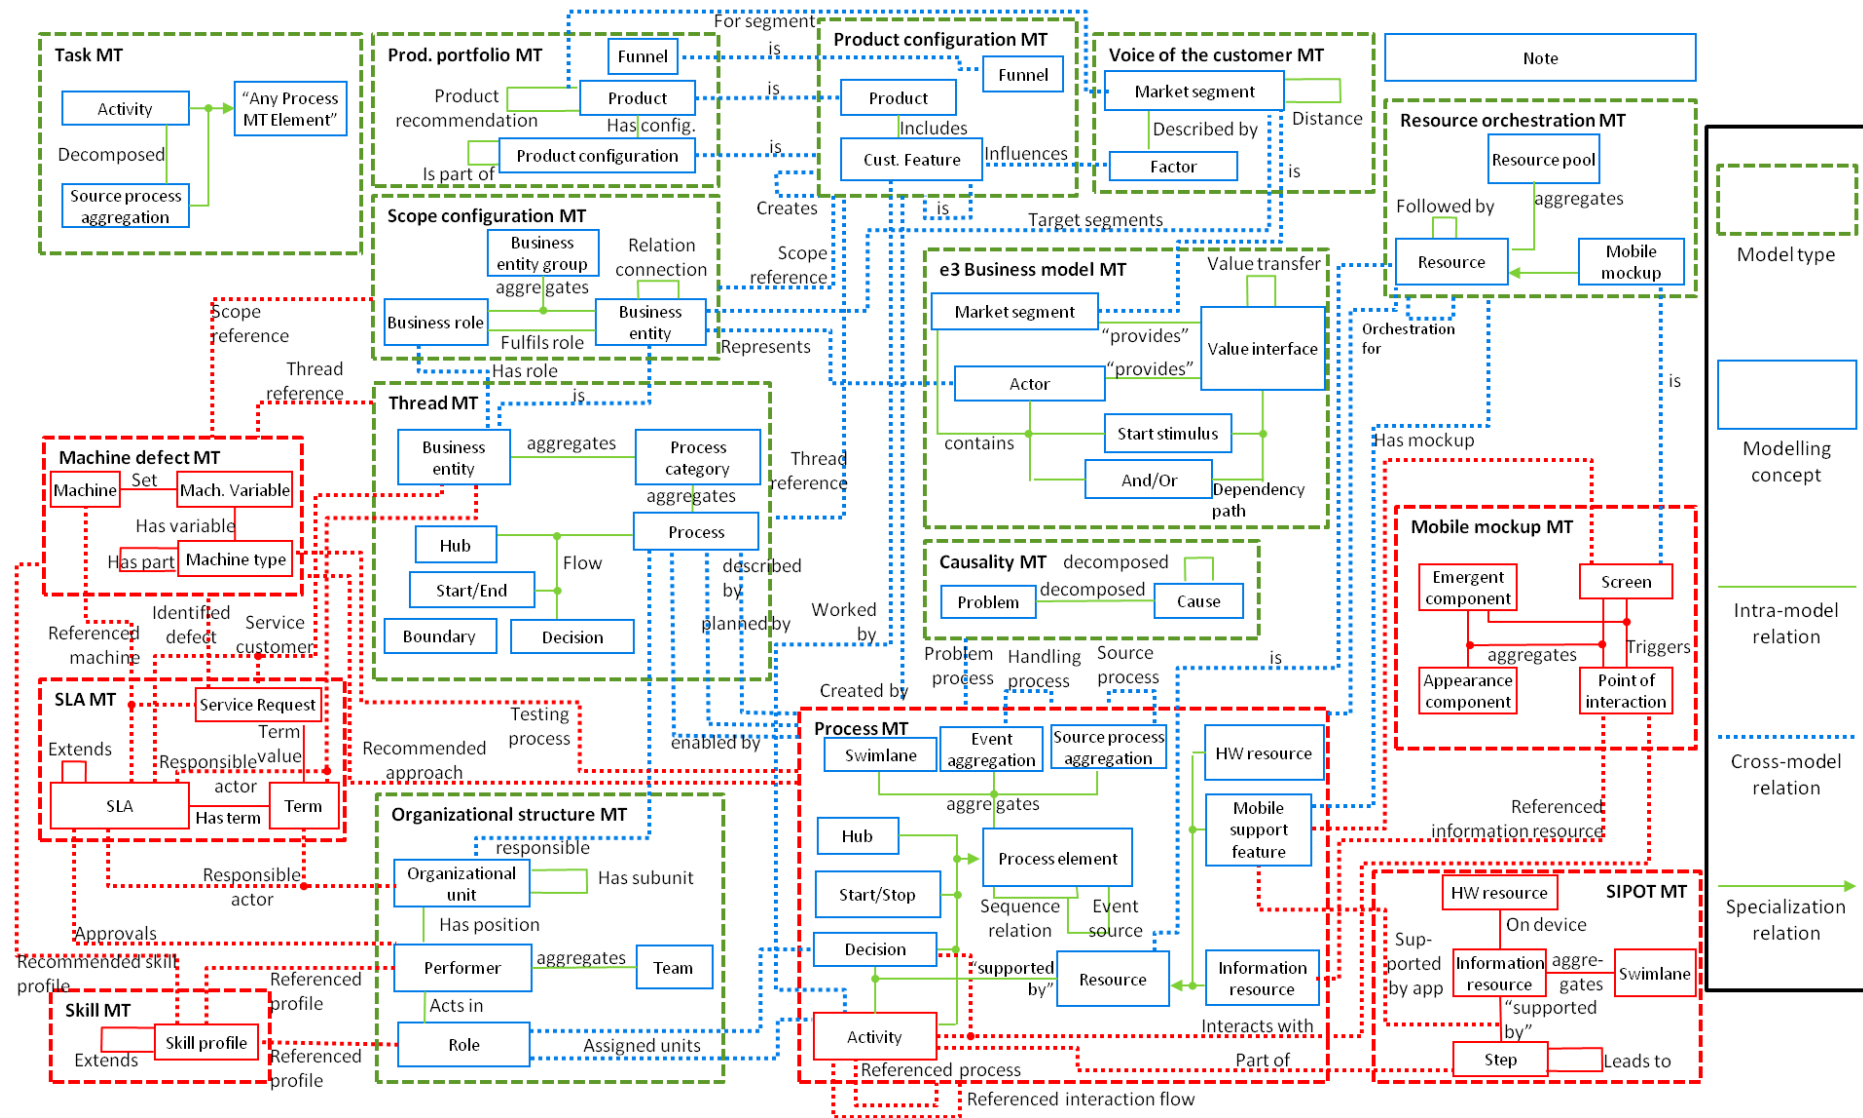 Task MT
Activity
"Any Process
MT Element"
Decomposed
Source process
aggregation
For segment
Prod. portfolio MT
Funnel
is
Product
recommendation
Product
is
Has config.
Product configuration
is
Is part of
Product configuration MT
Funnel
Product
Includes
Cust. Feature
Influences
Creates
is
Voice of the customer MT
Market segment
Distance
Described by
Factor
is
Target segments
Note
Resource orchestration MT
Resource pool
aggregates
Followed by
Resource
Mobile
mockup
Orchestration
for
is
Has mockup
Scope configuration MT
Business
entity group
aggregates
Relation
connection
Business role
Business
entity
Fulfils role
Scope
reference
Represents
Has role
is
e3 Business model MT
Value transfer
Market segment
"provides"
Value interface
Actor
"provides"
contains
Start stimulus
And/Or
Dependency
path
Scope
reference
Thread
reference
Thread MT
Business
entity
aggregates
Process
category
aggregates
Process
Hub
Flow
Start/End
Boundary
Decision
Thread
reference
described
by
planned by
enabled by
Worked
by
Created by
Machine defect MT
Machine
Set
Mach. Variable
Has variable
Has part
Machine type
Identified
defect
Service
customer
Referenced
machine
Causality MT
decomposed
Problem
decomposed
Cause
Problem
process
Handling
process
Source
process
is
Mobile mockup MT
Emergent
component
Screen
aggregates
Triggers
Appearance
component
Point of
interaction
SLA MT
Service Request
Term
value
Extends
Responsible
actor
SLA
Has term
Term
Responsible
actor
Approvals
Recommended skill
profile
Testing
process
Recommended
approach
Organizational structure MT
responsible
Organizational
unit
Has subunit
Has position
Performer
aggregates
Team
Acts in
Role
Assigned units
Referenced
profile
Referenced
profile
Skill MT
Skill profile
Extends
Process MT
Swimlane
Event
aggregation
Source process
aggregation
HW resource
aggregates
Mobile
support
feature
Hub
Process element
Start/Stop
Sequence
relation
Event
source
Decision
"supported
by"
Resource
Information
resource
Activity
Interacts with
Part of
Referenced process
Referenced interaction flow
Referenced
information resource
SIPOT MT
HW resource
On device
Sup-
ported
by app
Information
resource
aggre-
gates
Swimlane
"supported
by"
Step
Leads to
Model type
Modelling
concept
Intra-model
relation
Cross-model
relation
Specialization
relation